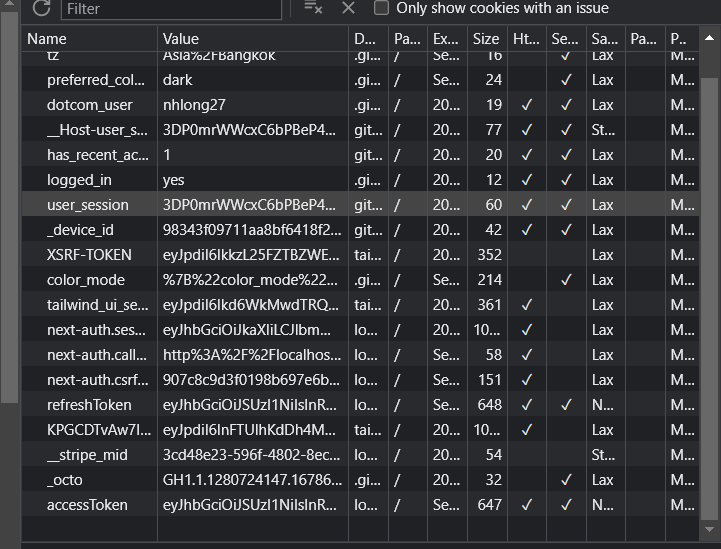 Filter Only show cookies with an issue
Name Value D... Pa... Ex... Size Ht... Se... Sa... Pa... P...
tz Asia%2FBangkok .gi... / Se... 16 ✓ Lax M...
preferred_col... dark .gi... / Se... 24 ✓ Lax M...
dotcom_user nhlong27 .gi... / 20... 19 ✓ ✓ Lax M...
__Host-user_s... 3DP0mrWWcxC6bPBeP4... git... / 20... 77 ✓ ✓ St... M...
has_recent_ac... 1 git... / 20... 20 ✓ ✓ Lax M...
logged_in yes .gi... / 20... 12 ✓ ✓ Lax M...
user_session 3DP0mrWWcxC6bPBeP4... git... / 20... 60 ✓ ✓ Lax M...
_device_id 98343f09711aa8bf6418f2... git... / 20... 42 ✓ ✓ Lax M...
XSRF-TOKEN eyJpdiI6IkkzL25FZTBZWE... tai... / 20... 352 Lax M...
color_mode %7B%22color_mode%22... .gi... / Se... 214 ✓ Lax M...
tailwind_ui_se... eyJpdiI6Ikd6WkMwdTRQ... tai... / 20... 361 ✓ Lax M...
next-auth.ses... eyJhbGciOiJkaXIiLCJlbm... lo... / 20... 10... ✓ Lax M...
next-auth.call... http%3A%2F%2Flocalhos... lo... / Se... 58 ✓ Lax M...
next-auth.csrf... 907c8c9d3f0198b697e6b... lo... / Se... 151 ✓ Lax M...
refreshToken eyJhbGciOiJSUzI1NiIsInR... lo... / 20... 648 ✓ ✓ N... M...
KPGCDTvAw7I... eyJpdiI6InFTUlhKdDh4M... tai... / 20... 10... ✓ Lax M...
__stripe_mid 3cd48e23-596f-4802-8ec... lo... / 20... 54 St... M...
_octo GH1.1.1280724147.16786... .gi... / 20... 32 ✓ Lax M...
accessToken eyJhbGciOiJSUzI1NiIsInR... lo... / 20... 647 ✓ ✓ N... M...